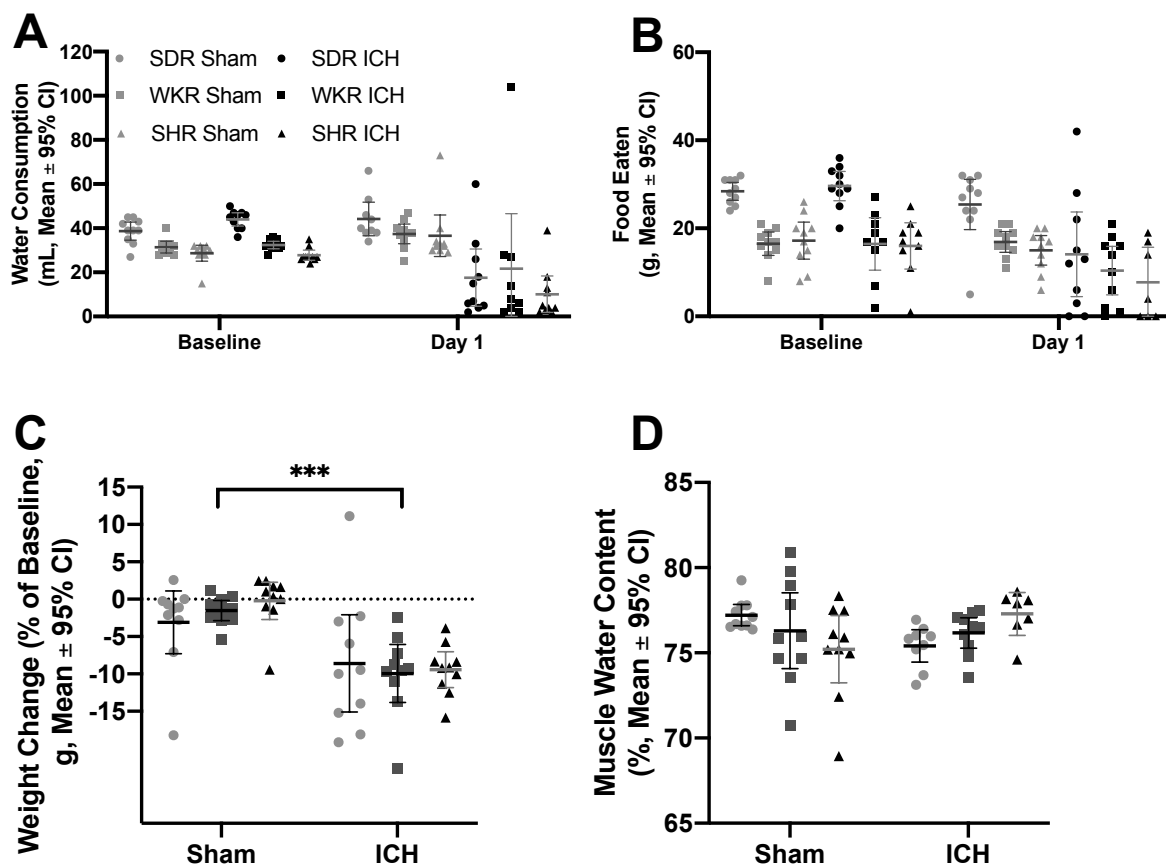 A
Water Consumption
(mL, Mean ± 95% CI)
120
100
80
60
40
20
0
SDR Sham
SDR ICH
WKR Sham
WKR ICH
SHR Sham
SHR ICH
Baseline
Day 1
B
Food Eaten
(g, Mean ± 95% CI)
60
40
20
0
Baseline
Day 1
C
Weight Change (% of Baseline,
g, Mean ± 95% CI)
15
10
5
0
-5
-10
-15
***
Sham
ICH
D
Muscle Water Content
(%, Mean ± 95% CI)
85
80
75
70
65
Sham
ICH